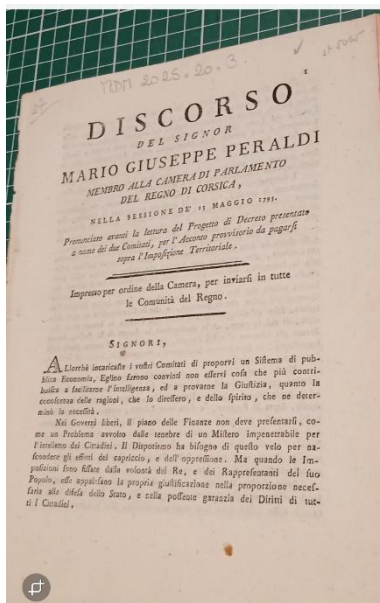 MDM 2025.20.3.
27
1
DISCORSO
DEL SIGNOR
MARIO GIUSEPPE PERALDI
MEMBRO ALLA CAMERA DI PARLAMENTO
DEL REGNO DI CORSICA,
NELLA SESSIONE DE' 15 MAGGIO 1795.
Pronunciato avanti la lettura del Progetto di Decreto presentato
a nome dei due Comitati, per l'Acconto provvisorio da pagarsi
sopra l'Imposizione Territoriale.
Impresso per ordine della Camera, per inviarsi in tutte
le Comunità del Regno.
SIGNORI,
ALlorchè incaricaste i vostri Comitati di proporvi un Sistema di pub-
blica Economia, Eglino furono convinti non esservi cosa che più contri-
buisca a facilitarne l'intelligenza, ed a provarne la Giustizia, quanto la
conoscenza delle ragioni, che lo diressero, e dello spirito, che ne deter-
minò la necessità.
Nei Governi liberi, il piano delle Finanze non deve presentarsi, co-
me un Problema avvolto dalle tenebre di un Mistero impenetrabile per
l'intelletto dei Cittadini. Il Dispotismo ha bisogno di questo velo per na-
scondere gli effetti del capriccio, e dell'oppressione. Ma quando le Im-
posizioni sono fissate dalla volontà del Re, e dei Rappresentanti del suo
Popolo, esse appalesano la propria giustificazione nella proporzione neces-
saria alla difesa dello Stato, e nella possente garanzia dei Diritti di tut-
ti i Cittadini.